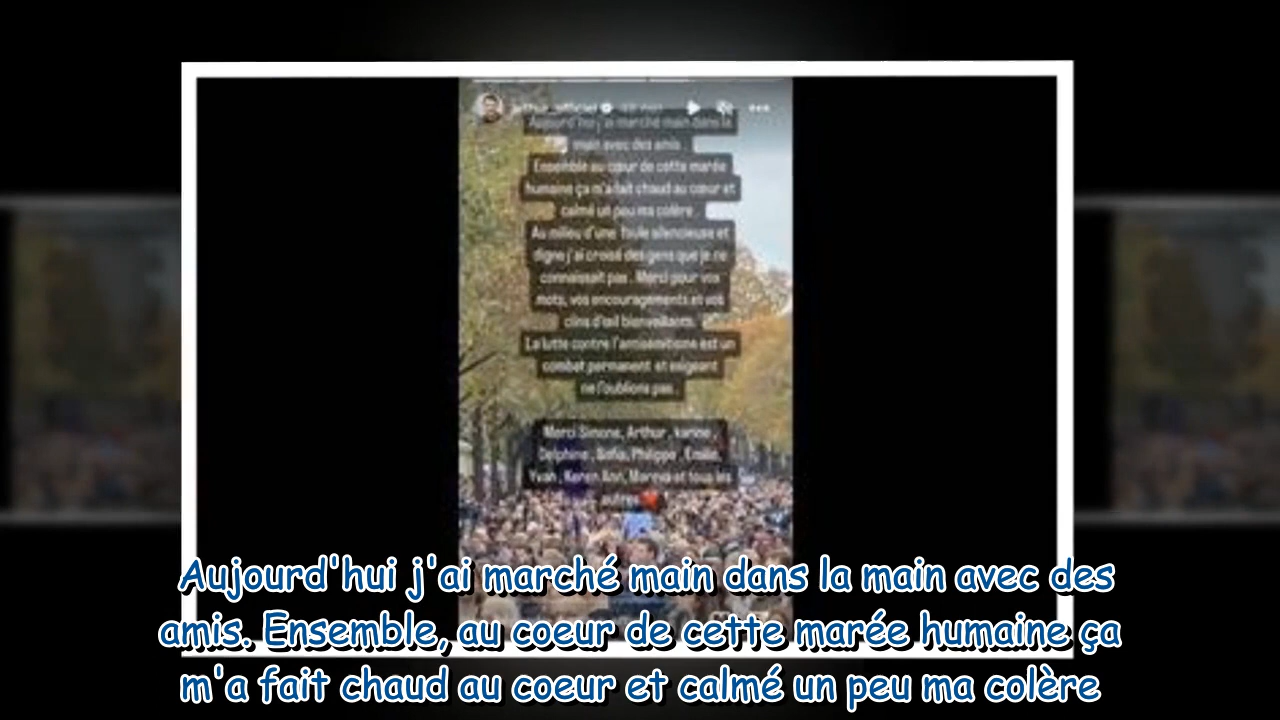 arthur_officiel
Aujourd'hui j'ai marché main dans la
main avec des amis .
Ensemble au cœur de cette marée
humaine ça m'a fait chaud au cœur et
calmé un peu ma colère .
Au milieu d'une foule silencieuse et
digne j'ai croisé des gens que je ne
connaissait pas . Merci pour vos
mots, vos encouragements et vos
clins d'œil bienveillants.
La lutte contre l'antisémitisme est un
combat permanent et exigeant
ne l'oublions pas .
Merci Simone, Arthur , karine ,
Delphine , Sofia, Philippe , Emilie,
Yvan , Keren Ann, Marina et tous les
autres
Aujourd'hui j'ai marché main dans la main avec des
amis. Ensemble, au coeur de cette marée humaine ça
m'a fait chaud au coeur et calmé un peu ma colère